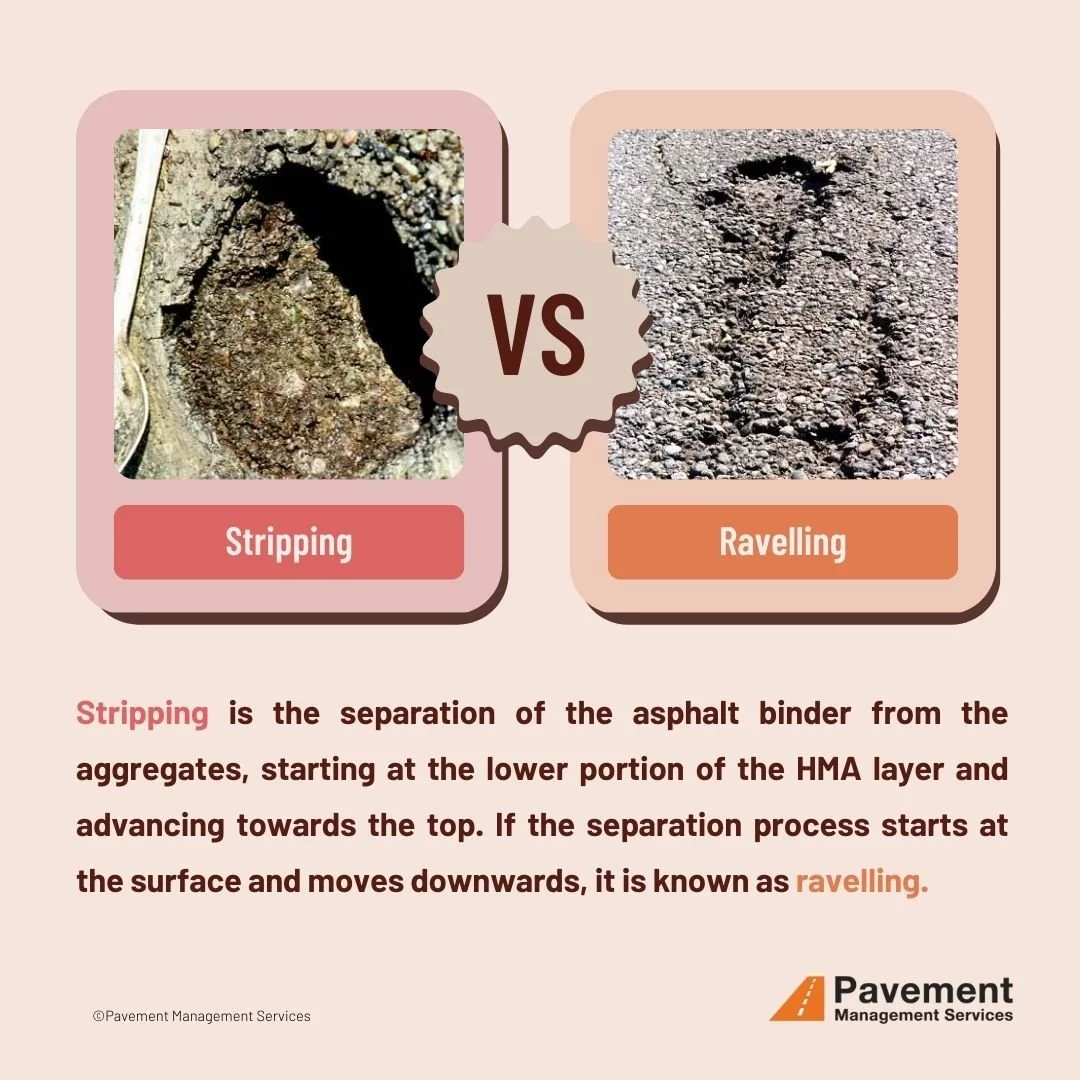 VS
Stripping
Ravelling
Stripping is the separation of the asphalt binder from the
aggregates, starting at the lower portion of the HMA layer and
advancing towards the top. If the separation process starts at
the surface and moves downwards, it is known as ravelling.
©Pavement Management Services
Pavement
Management Services